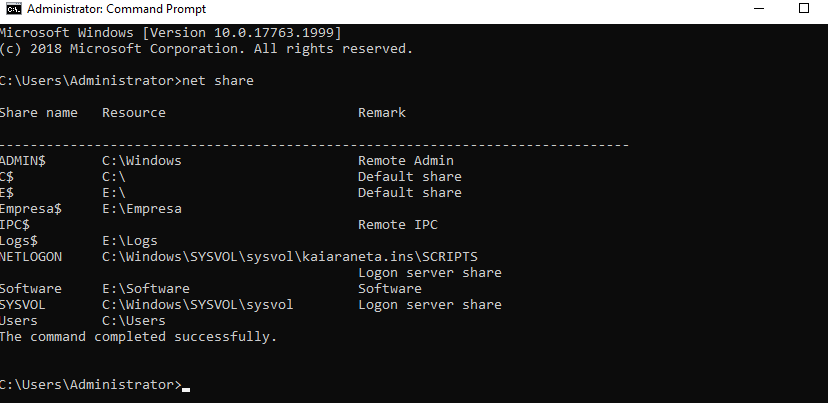 Administrator: Command Prompt
Microsoft Windows [Version 10.0.17763.1999]
(c) 2018 Microsoft Corporation. All rights reserved.
C:\Users\Administrator>net share
Share name   Resource                        Remark
-------------------------------------------------------------------------------
ADMIN$       C:\Windows                      Remote Admin
C$           C:\                             Default share
E$           E:\                             Default share
Empresa$     E:\Empresa
IPC$                                         Remote IPC
Logs$        E:\Logs
NETLOGON     C:\Windows\SYSVOL\sysvol\kaiaraneta.ins\SCRIPTS
                                             Logon server share
Software     E:\Software                     Software
SYSVOL       C:\Windows\SYSVOL\sysvol        Logon server share
Users        C:\Users
The command completed successfully.
C:\Users\Administrator>